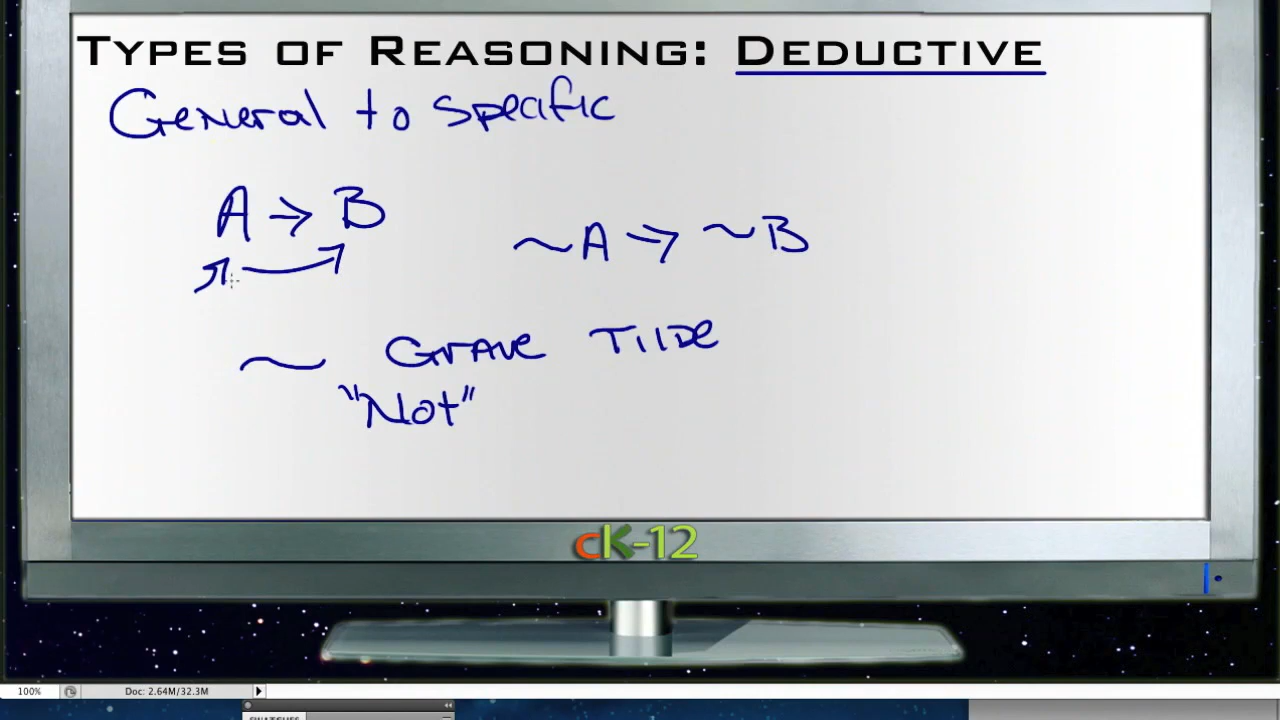 TYPES OF REASONING: DEDUCTIVE
General to specific
A → B
~A → ~B
~ Grave Tilde
"Not"
cK-12
100%
Doc: 2.64M/32.3M